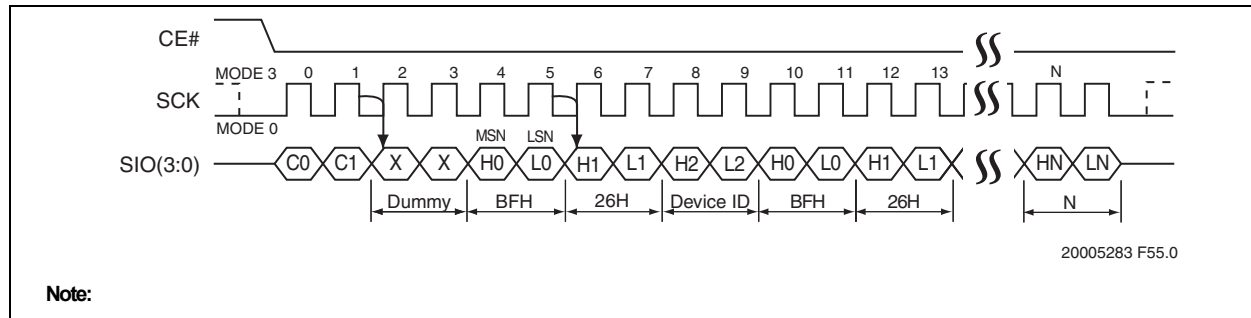 CE#
MODE 3 0 1 2 3 4 5 6 7 8 9 10 11 12 13 N
SCK
MODE 0
MSN LSN
SIO(3:0) C0 C1 X X H0 L0 H1 L1 H2 L2 H0 L0 H1 L1 HN LN
Dummy BFH 26H Device ID BFH 26H N
20005283 F55.0
Note: